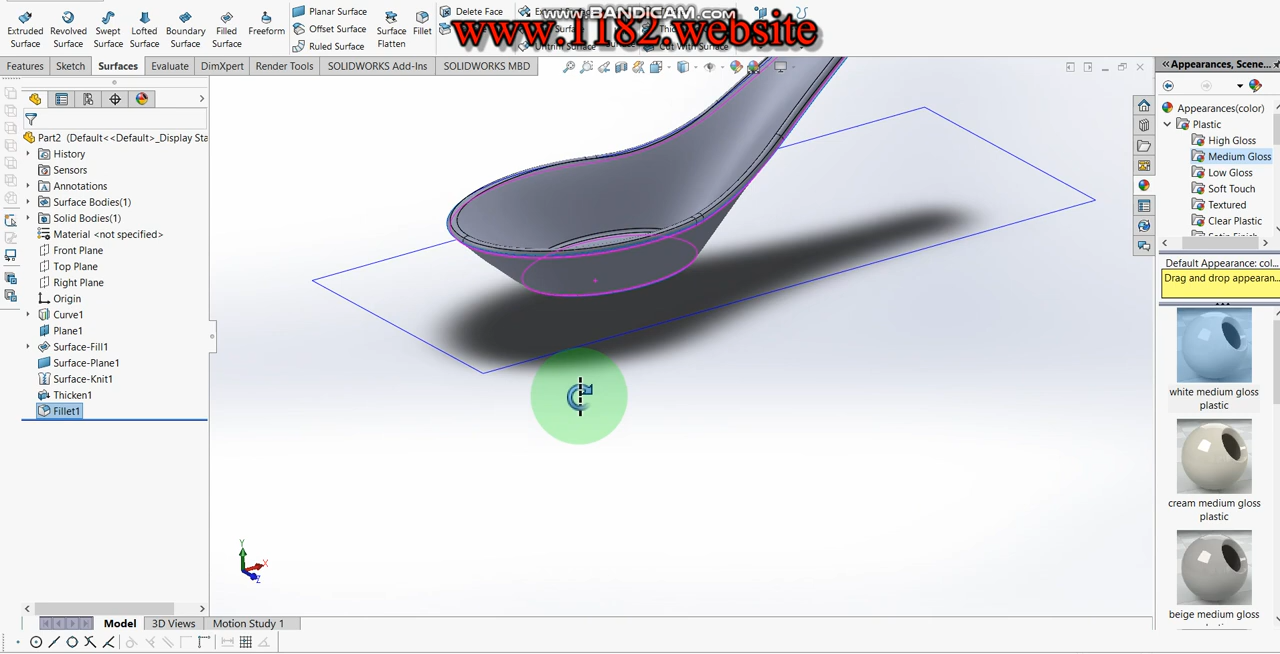 www.BANDICAM.com
www.1182.website
Extruded Surface
Revolved Surface
Swept Surface
Lofted Surface
Boundary Surface
Filled Surface
Freeform
Planar Surface
Offset Surface
Ruled Surface
Surface Flatten
Fillet
Delete Face
Cut With Surface
Features
Sketch
Surfaces
Evaluate
DimXpert
Render Tools
SOLIDWORKS Add-Ins
SOLIDWORKS MBD
Part2 (Default<<Default>_Display Sta
History
Sensors
Annotations
Surface Bodies(1)
Solid Bodies(1)
Material <not specified>
Front Plane
Top Plane
Right Plane
Origin
Curve1
Plane1
Surface-Fill1
Surface-Plane1
Surface-Knit1
Thicken1
Fillet1
Y
X
Z
Model
3D Views
Motion Study 1
Appearances, Scene...
Appearances(color)
Plastic
High Gloss
Medium Gloss
Low Gloss
Soft Touch
Textured
Clear Plastic
Satin Finish
Default Appearance: col...
Drag and drop appearan...
white medium gloss
plastic
cream medium gloss
plastic
beige medium gloss